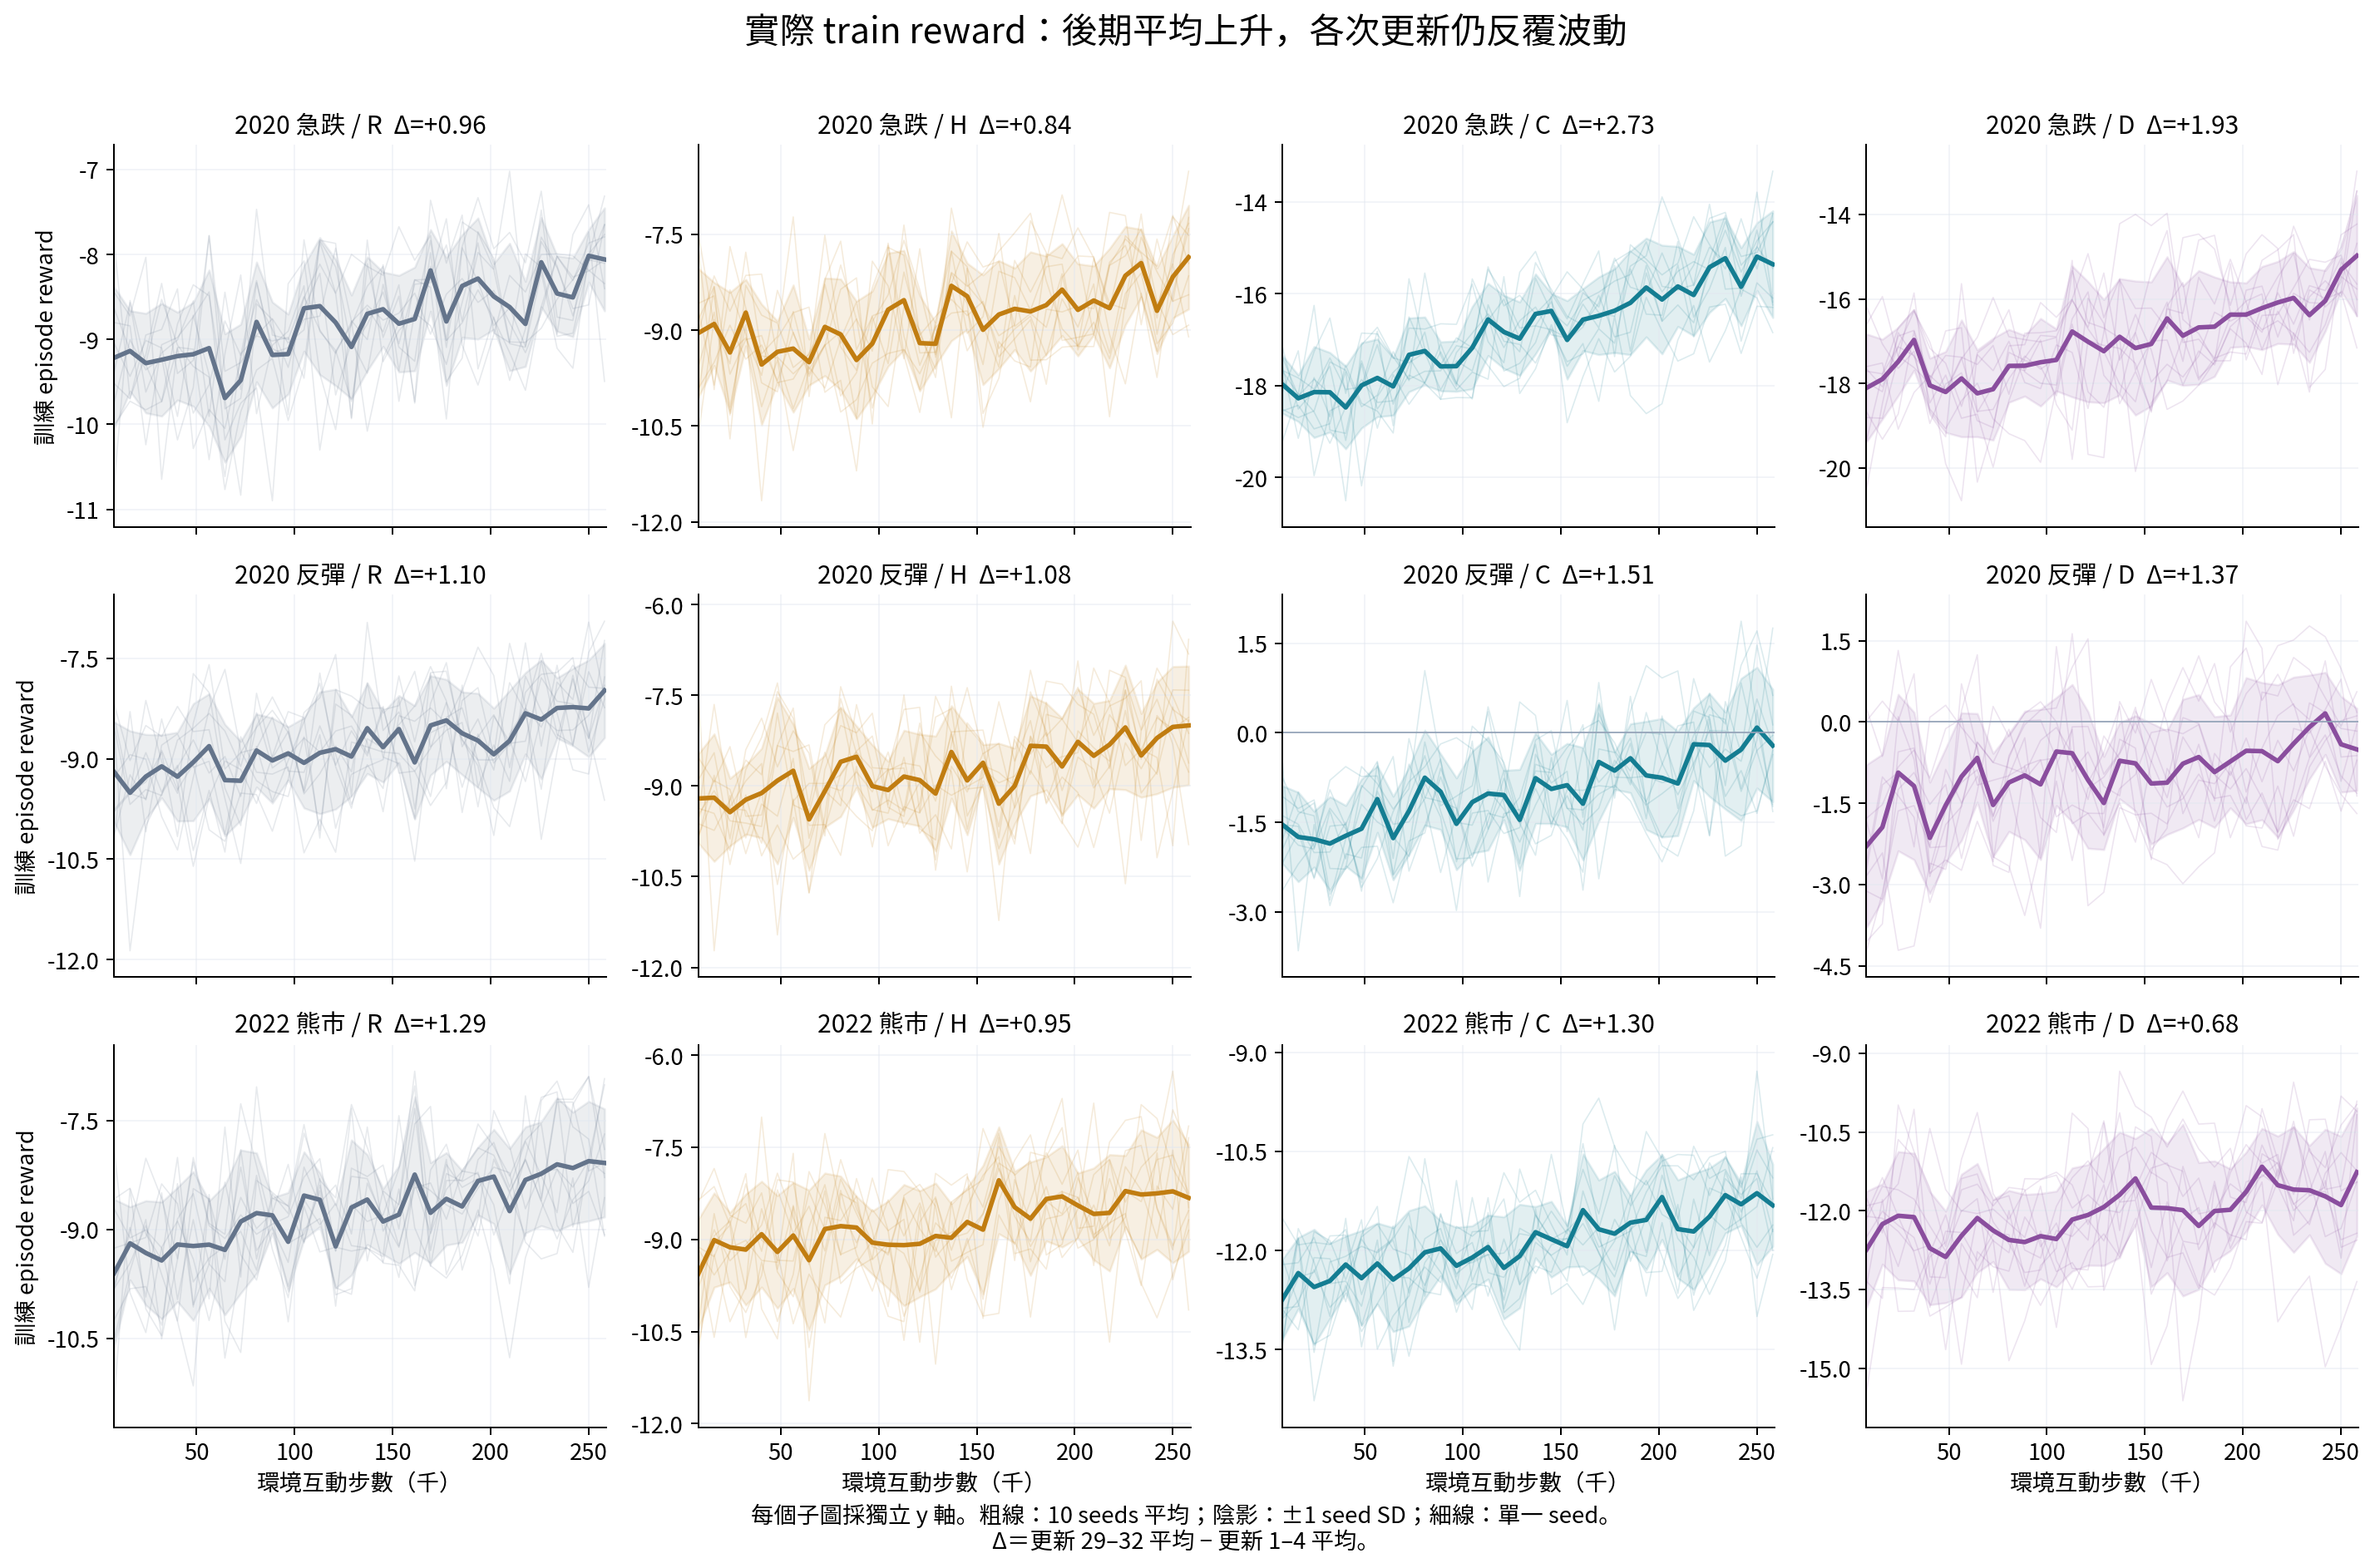 實際 train reward：後期平均上升，各次更新仍反覆波動
2020 急跌 / R Δ=+0.96
2020 急跌 / H Δ=+0.84
2020 急跌 / C Δ=+2.73
2020 急跌 / D Δ=+1.93
訓練 episode reward
-7
-8
-9
-10
-11
-7.5
-9.0
-10.5
-12.0
-14
-16
-18
-20
-14
-16
-18
-20
2020 反彈 / R Δ=+1.10
2020 反彈 / H Δ=+1.08
2020 反彈 / C Δ=+1.51
2020 反彈 / D Δ=+1.37
訓練 episode reward
-7.5
-9.0
-10.5
-12.0
-6.0
-7.5
-9.0
-10.5
-12.0
1.5
0.0
-1.5
-3.0
1.5
0.0
-1.5
-3.0
-4.5
2022 熊市 / R Δ=+1.29
2022 熊市 / H Δ=+0.95
2022 熊市 / C Δ=+1.30
2022 熊市 / D Δ=+0.68
訓練 episode reward
-7.5
-9.0
-10.5
-6.0
-7.5
-9.0
-10.5
-12.0
-9.0
-10.5
-12.0
-13.5
-9.0
-10.5
-12.0
-13.5
-15.0
50 100 150 200 250
50 100 150 200 250
50 100 150 200 250
50 100 150 200 250
環境互動步數（千）
環境互動步數（千）
環境互動步數（千）
環境互動步數（千）
每個子圖採獨立 y 軸。粗線：10 seeds 平均；陰影：±1 seed SD；細線：單一 seed。
Δ＝更新 29–32 平均 − 更新 1–4 平均。